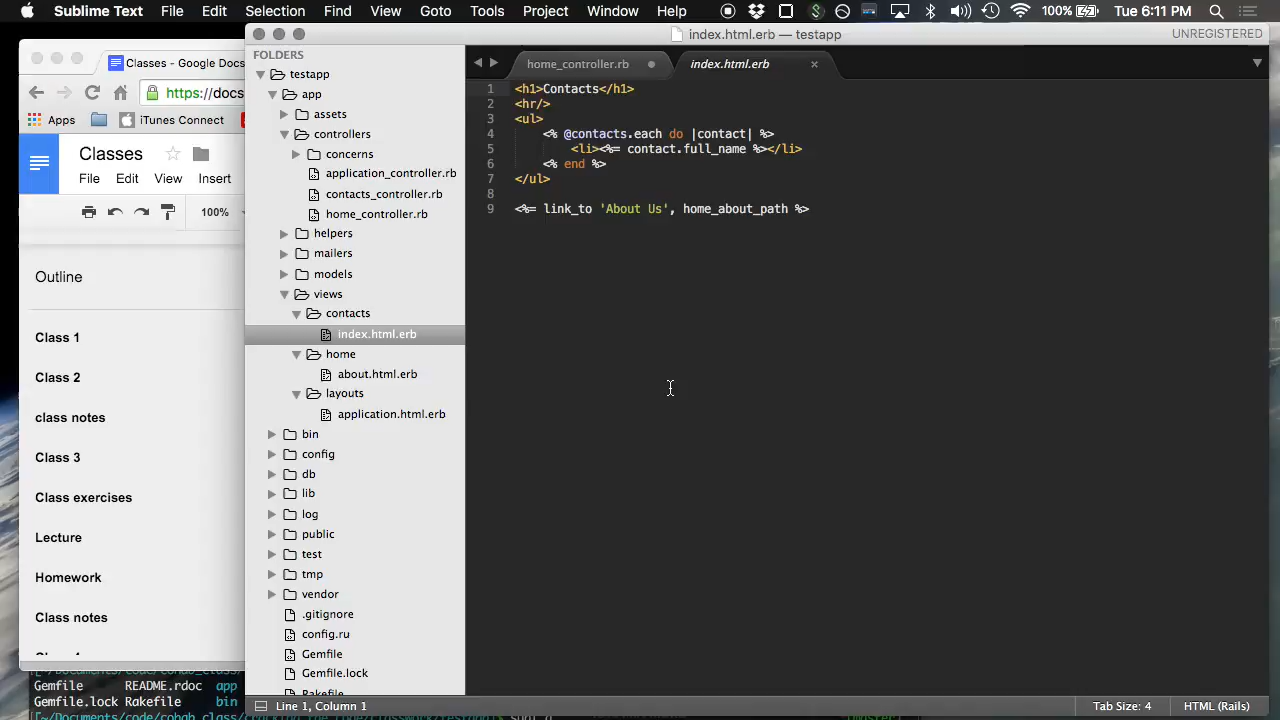 Sublime Text File Edit Selection Find View Goto Tools Project Window Help 100% Tue 6:11 PM
index.html.erb — testapp UNREGISTERED
Classes - Google Docs
https://docs
Apps iTunes Connect
Classes
File Edit View Insert
100%
Outline
Class 1
Class 2
class notes
Class 3
Class exercises
Lecture
Homework
Class notes
FOLDERS
testapp
app
assets
controllers
concerns
application_controller.rb
contacts_controller.rb
home_controller.rb
helpers
mailers
models
views
contacts
index.html.erb
home
about.html.erb
layouts
application.html.erb
bin
config
db
lib
log
public
test
tmp
vendor
.gitignore
config.ru
Gemfile
Gemfile.lock
Rakefile
home_controller.rb index.html.erb
1 <h1>Contacts</h1>
2 <hr/>
3 <ul>
4 <% @contacts.each do |contact| %>
5 <li><%= contact.full_name %></li>
6 <% end %>
7 </ul>
8
9 <%= link_to 'About Us', home_about_path %>
Gemfile README.rdoc app
Gemfile.lock Rakefile bin
Line 1, Column 1 Tab Size: 4 HTML (Rails)